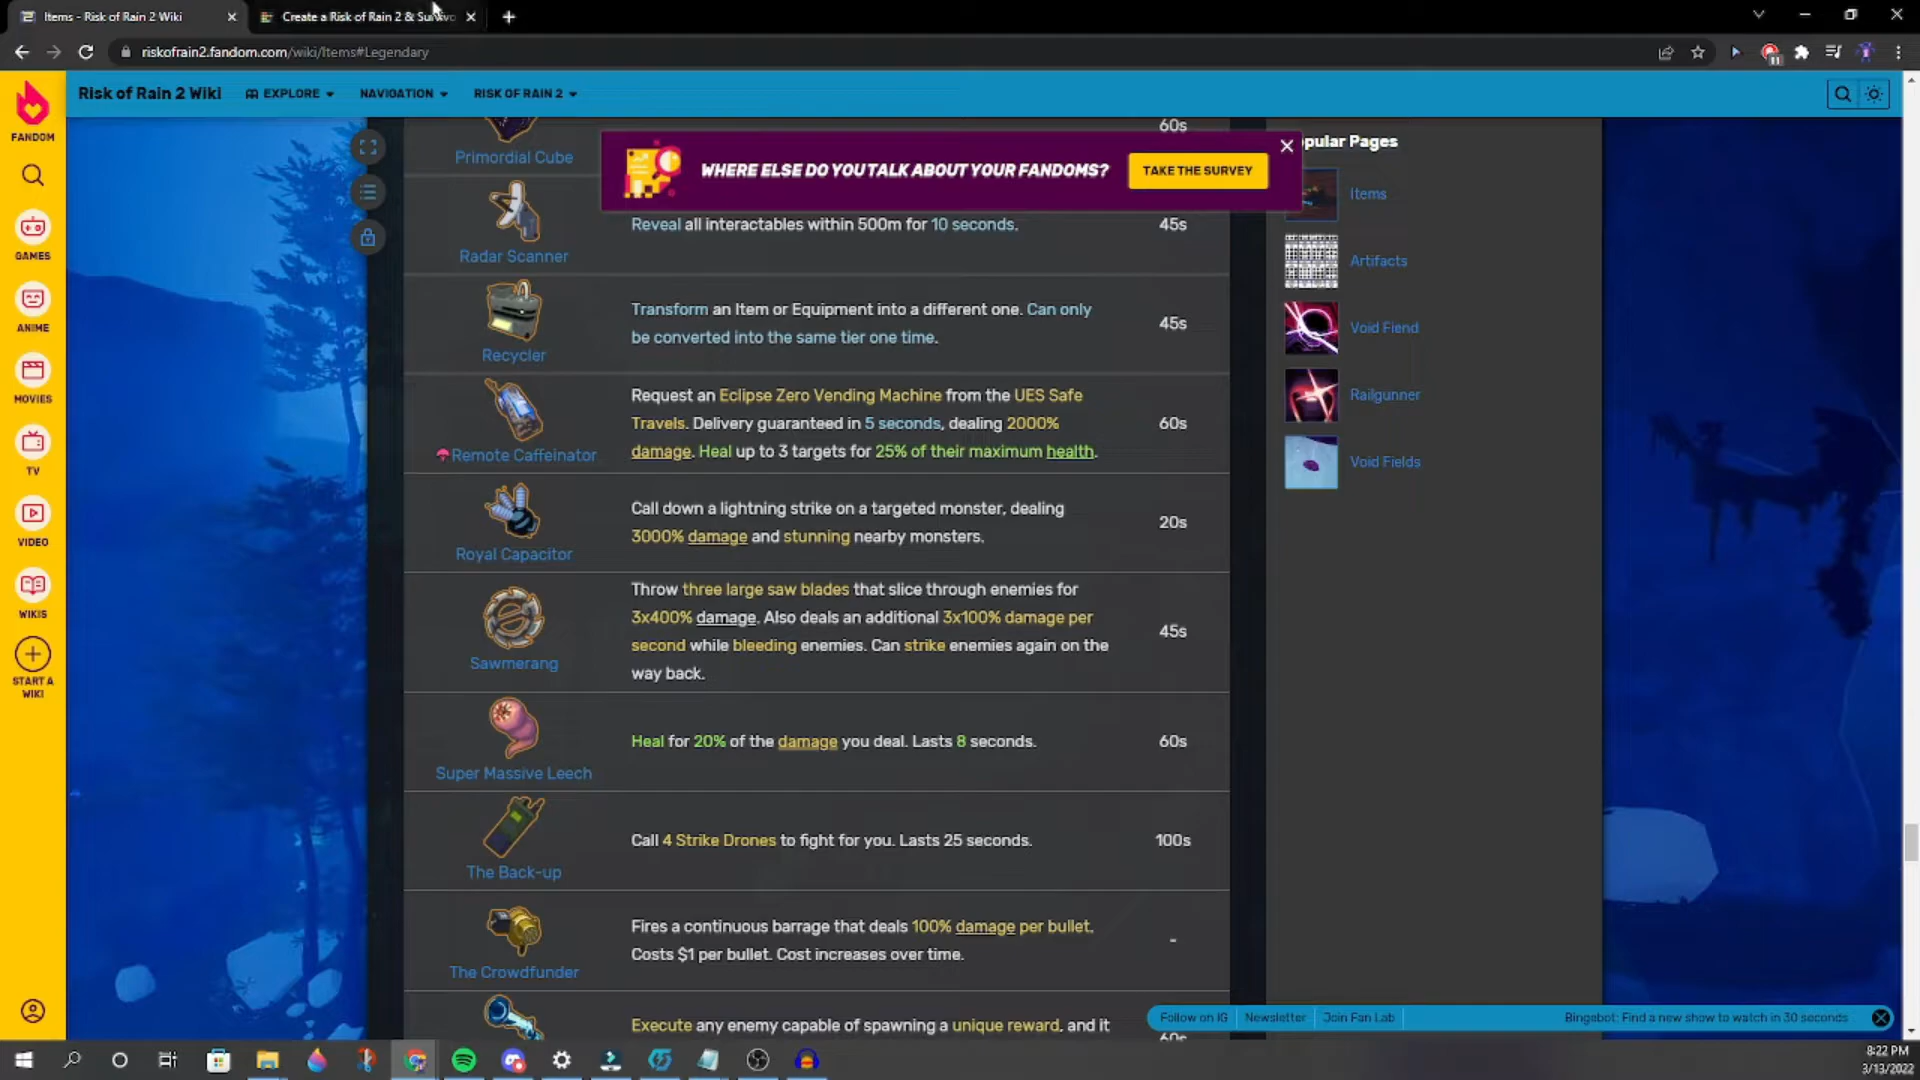 Items - Risk of Rain 2 Wiki
Create a Risk of Rain 2 & Survivo
riskofrain2.fandom.com/wiki/Items#Legendary
11
Risk of Rain 2 Wiki
EXPLORE
NAVIGATION
RISK OF RAIN 2
FANDOM
GAMES
ANIME
MOVIES
TV
VIDEO
WIKIS
START A
WIKI
WHERE ELSE DO YOU TALK ABOUT YOUR FANDOMS?
TAKE THE SURVEY
Primordial Cube
60s
Radar Scanner
Reveal all interactables within 500m for 10 seconds.
45s
Recycler
Transform an Item or Equipment into a different one. Can only
be converted into the same tier one time.
45s
Remote Caffeinator
Request an Eclipse Zero Vending Machine from the UES Safe
Travels. Delivery guaranteed in 5 seconds, dealing 2000%
damage. Heal up to 3 targets for 25% of their maximum health.
60s
Royal Capacitor
Call down a lightning strike on a targeted monster, dealing
3000% damage and stunning nearby monsters.
20s
Sawmerang
Throw three large saw blades that slice through enemies for
3x400% damage. Also deals an additional 3x100% damage per
second while bleeding enemies. Can strike enemies again on the
way back.
45s
Super Massive Leech
Heal for 20% of the damage you deal. Lasts 8 seconds.
60s
The Back-up
Call 4 Strike Drones to fight for you. Lasts 25 seconds.
100s
The Crowdfunder
Fires a continuous barrage that deals 100% damage per bullet.
Costs $1 per bullet. Cost increases over time.
-
Execute any enemy capable of spawning a unique reward, and it
60s
pular Pages
Items
Artifacts
Void Fiend
Railgunner
Void Fields
Follow on IG
Newsletter
Join Fan Lab
Bingebot: Find a new show to watch in 30 seconds
8:22 PM
3/13/2022